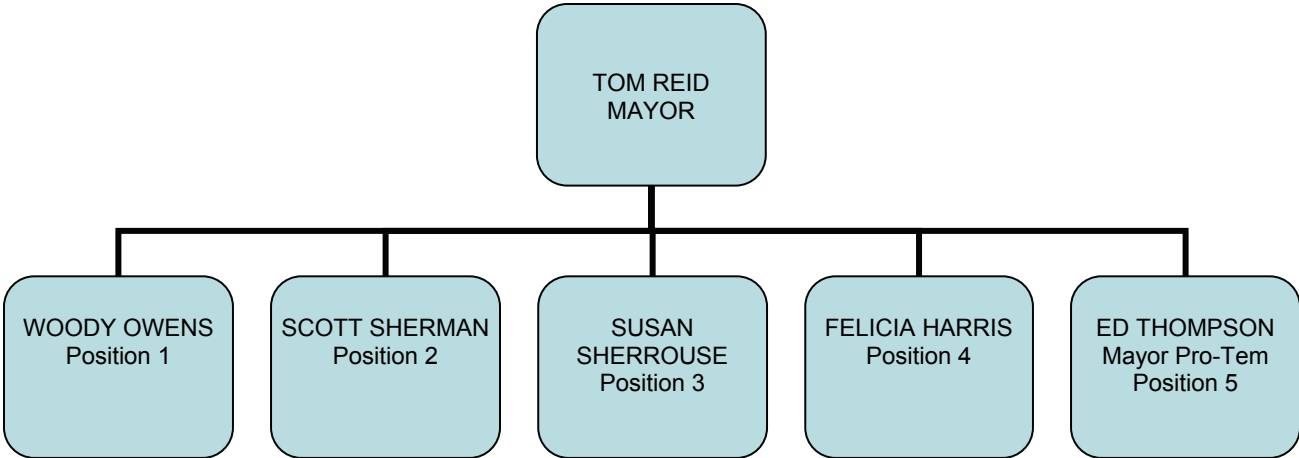 TOM REID
MAYOR
WOODY OWENS
Position 1
SCOTT SHERMAN
Position 2
SUSAN
SHERROUSE
Position 3
FELICIA HARRIS
Position 4
ED THOMPSON
Mayor Pro-Tem
Position 5